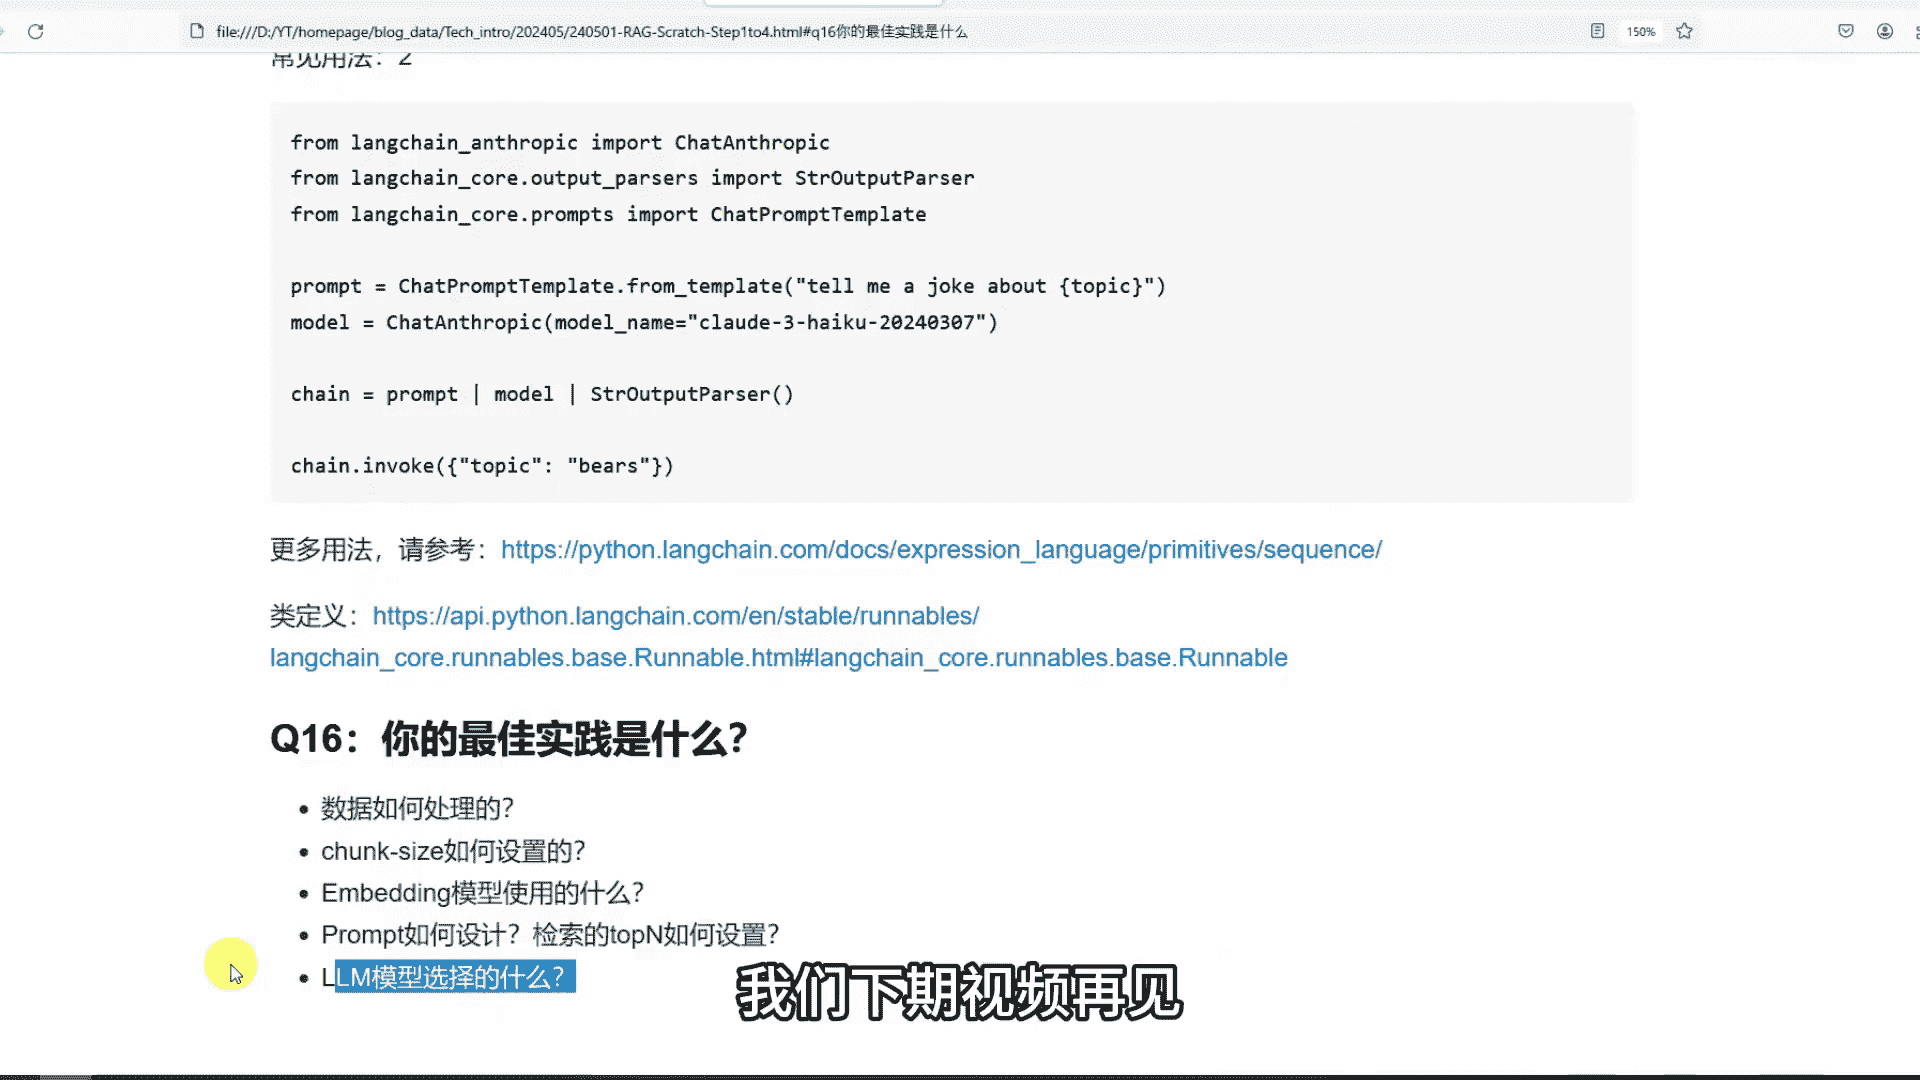 file:///D:/YT/homepage/blog_data/Tech_intro/202405/240501-RAG-Scratch-Step1to4.html#q16你的最佳实践是什么
150%
常见用法：2
from langchain_anthropic import ChatAnthropic
from langchain_core.output_parsers import StrOutputParser
from langchain_core.prompts import ChatPromptTemplate
prompt = ChatPromptTemplate.from_template("tell me a joke about {topic}")
model = ChatAnthropic(model_name="claude-3-haiku-20240307")
chain = prompt | model | StrOutputParser()
chain.invoke({"topic": "bears"})
更多用法，请参考：https://python.langchain.com/docs/expression_language/primitives/sequence/
类定义：https://api.python.langchain.com/en/stable/runnables/
langchain_core.runnables.base.Runnable.html#langchain_core.runnables.base.Runnable
Q16：你的最佳实践是什么？
• 数据如何处理的？
• chunk-size如何设置的？
• Embedding模型使用的什么？
• Prompt如何设计？检索的topN如何设置？
• LLM模型选择的什么？
我们下期视频再见